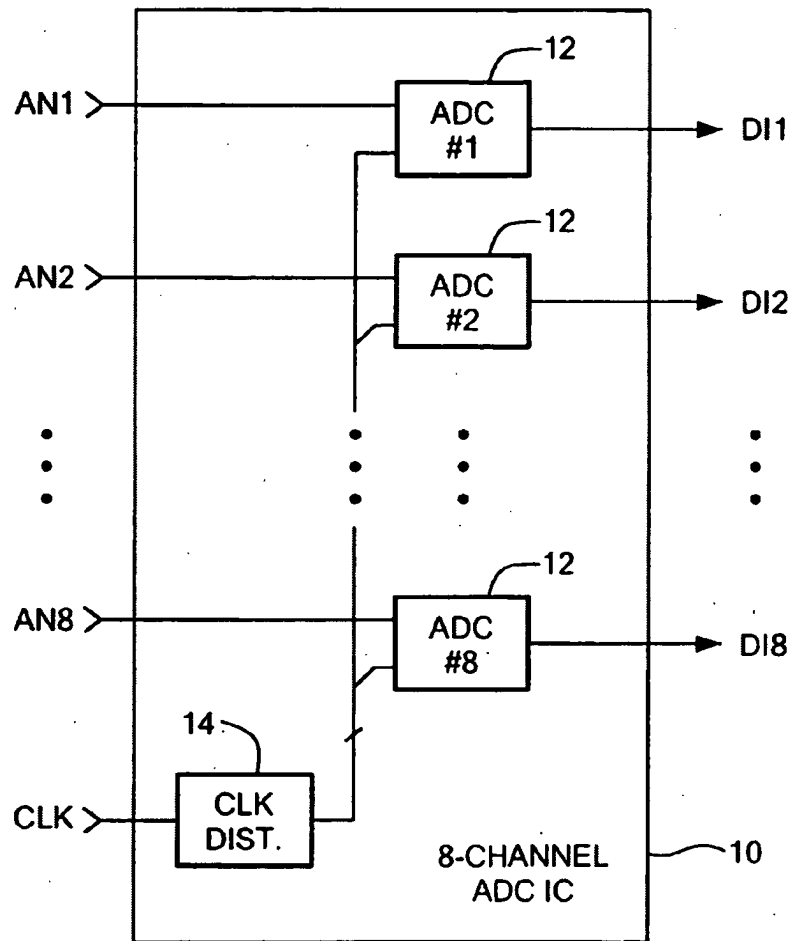 12
AN1
ADC
#1
DI1
12
AN2
ADC
#2
DI2
12
AN8
ADC
#8
DI8
14
CLK
CLK
DIST.
8-CHANNEL
ADC IC
10